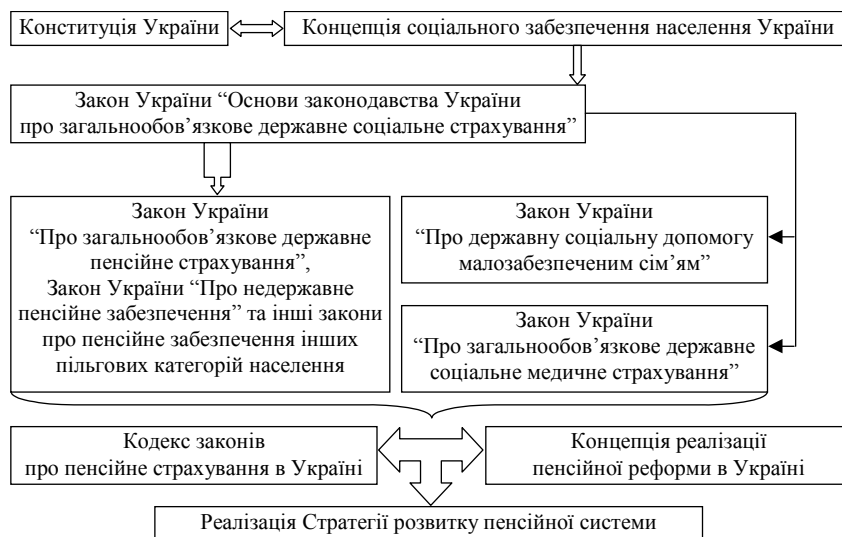 Конституція України
Концепція соціального забезпечення населення України
Закон України “Основи законодавства України
про загальнообов’язкове державне соціальне страхування”
Закон України
“Про загальнообов’язкове державне
пенсійне страхування”,
Закон України “Про недержавне
пенсійне забезпечення” та інші закони
про пенсійне забезпечення інших
пільгових категорій населення
Закон України
“Про державну соціальну допомогу
малозабезпеченим сім’ям”
Закон України
“Про загальнообов’язкове державне
соціальне медичне страхування”
Кодекс законів
про пенсійне страхування в Україні
Концепція реалізації
пенсійної реформи в Україні
Реалізація Стратегії розвитку пенсійної системи